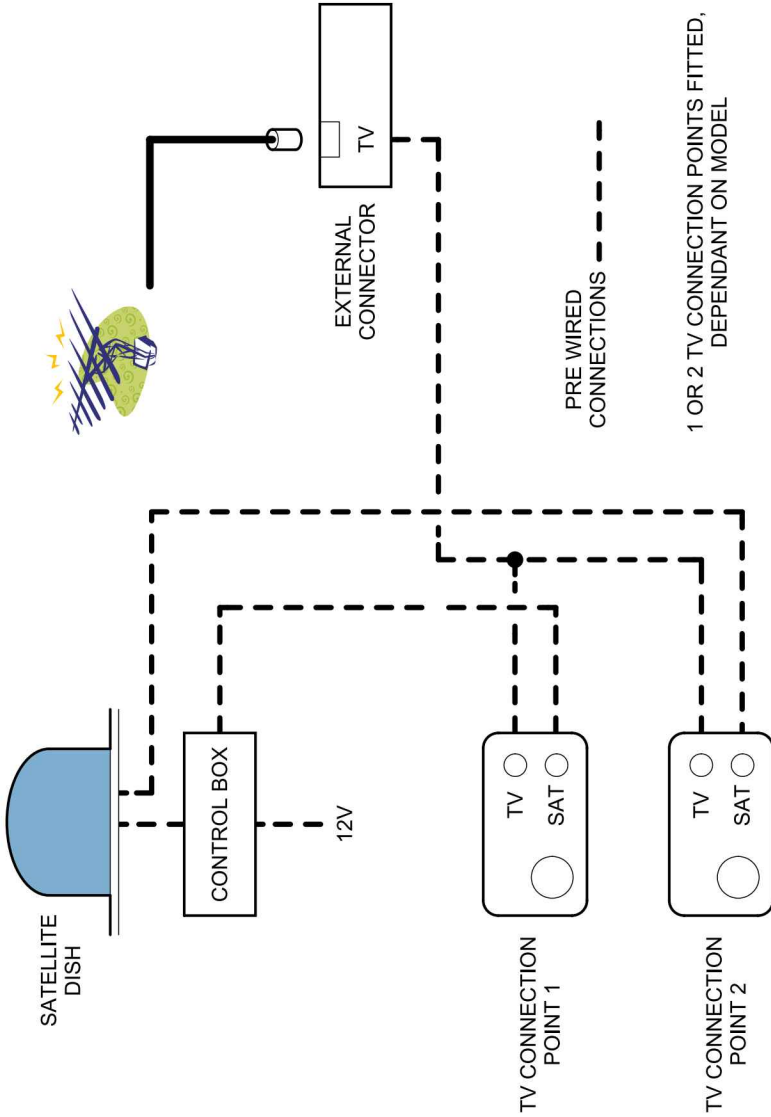 SATELLITE
DISH
CONTROL BOX
12V
TV CONNECTION
POINT 1
TV
SAT
TV CONNECTION
POINT 2
TV
SAT
EXTERNAL
CONNECTOR
TV
PRE WIRED
CONNECTIONS
1 OR 2 TV CONNECTION POINTS FITTED,
DEPENDANT ON MODEL